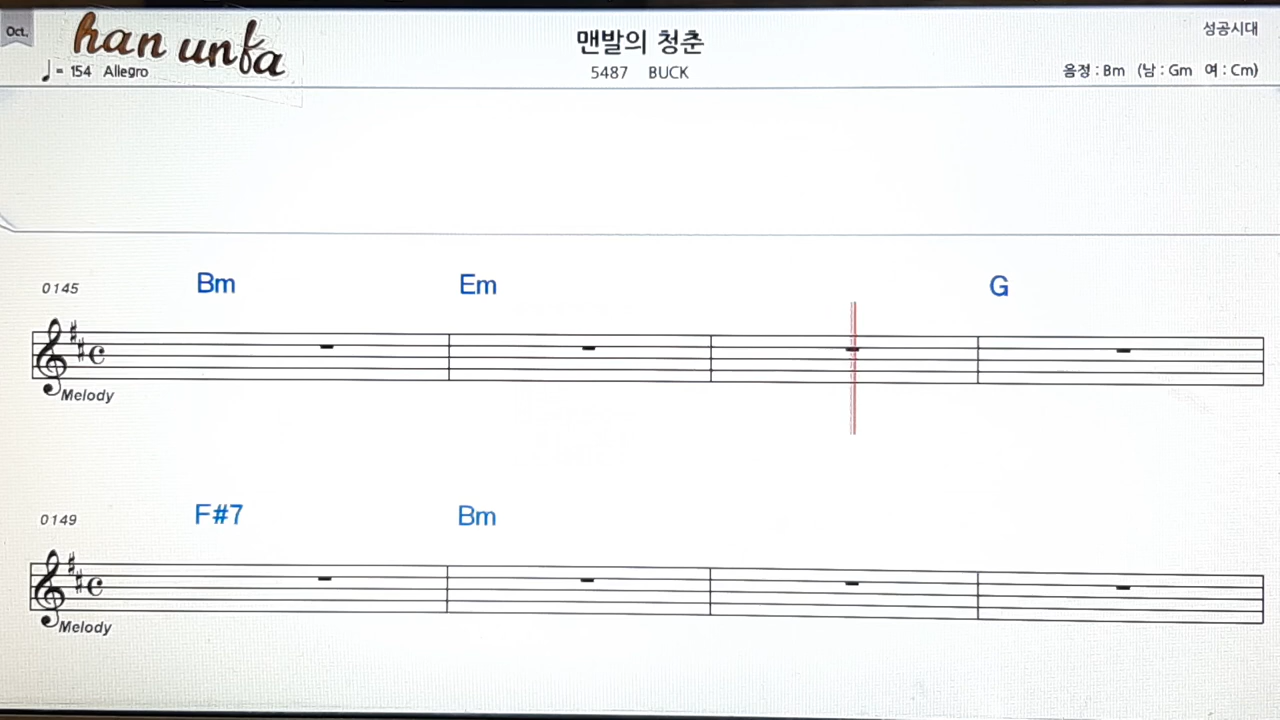 Oct.
han unfa
맨발의 청춘
성공시대
♩= 154 Allegro
5487 BUCK
음정 : Bm (남 : Gm 여 : Cm)
0145
Bm Em G
Melody
0149
F#7 Bm
Melody